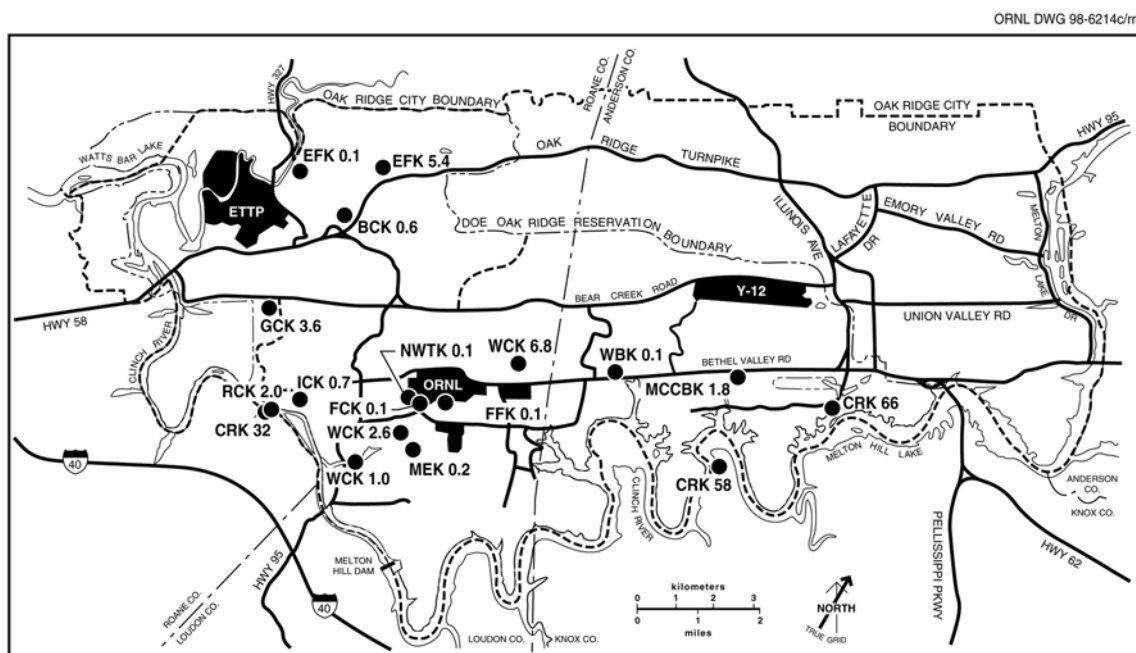 ORNL DWG 98-6214c/rr
HWY 327
ROANE CO.
ANDERSON CO.
OAK RIDGE CITY BOUNDARY
OAK RIDGE CITY
BOUNDARY
HWY 95
WATTS BAR LAKE
EFK 0.1
EFK 5.4
OAK RIDGE TURNPIKE
ETTP
BCK 0.6
ILLINOIS AVE
LAFAYETTE
DR
EMORY VALLEY RD
MELTON
LAKE
DR
DOE OAK RIDGE RESERVATION BOUNDARY
Y-12
BEAR CREEK ROAD
HWY 58
GCK 3.6
UNION VALLEY RD
CLINCH
RIVER
NWTK 0.1
WCK 6.8
WBK 0.1
BETHEL VALLEY RD
RCK 2.0
ICK 0.7
ORNL
MCCBK 1.8
FCK 0.1
FFK 0.1
CRK 66
CRK 32
WCK 2.6
MELTON HILL LAKE
40
MEK 0.2
WCK 1.0
CRK 58
CLINCH
RIVER
ANDERSON
CO.
KNOX CO.
PELLISSIPPI PKWY
HWY 62
MELTON
HILL DAM
HWY 95
kilometers
0 1 2 3
0 1 2
miles
NORTH
TRUE GRID
40
ROANE CO.
LOUDON CO.
LOUDON CO.
KNOX CO.